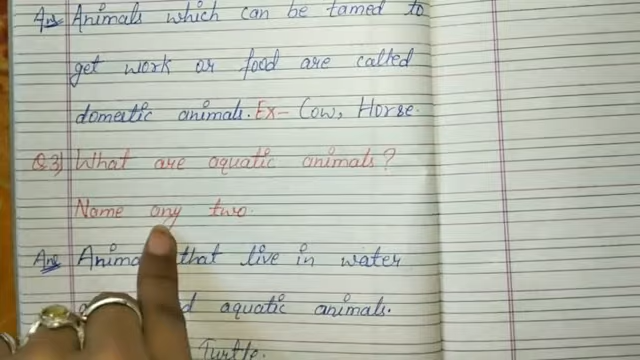 Ans Animals which can be tamed to
get work or food are called
domestic animals. Ex- Cow, Horse.
Q.3) What are aquatic animals?
Name any two.
Ans that live in water
aquatic animals.
Turtle.